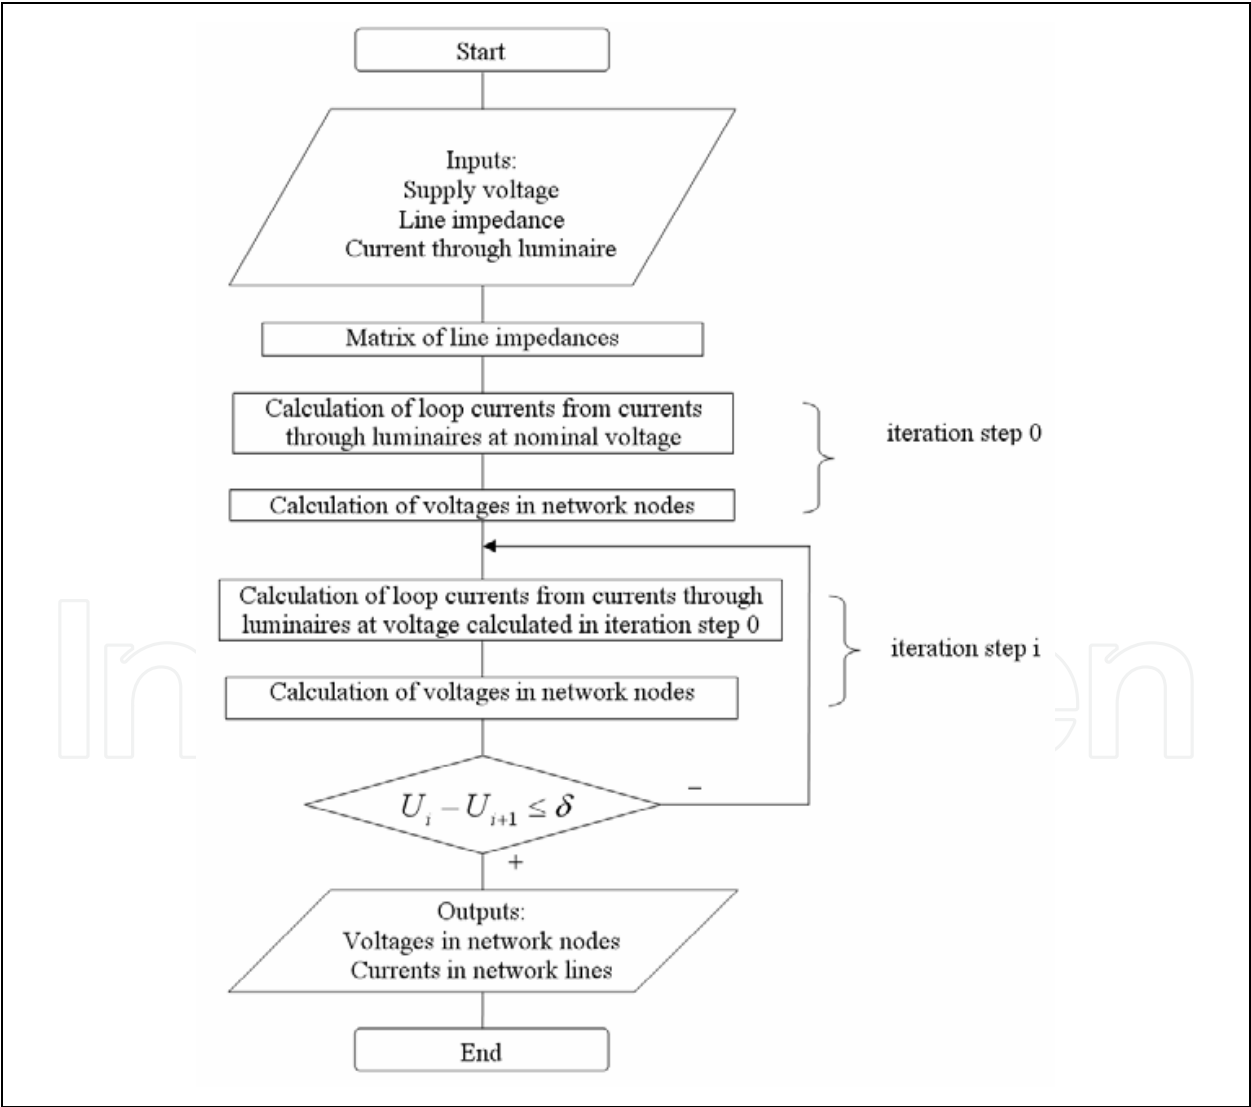 Start
Inputs:
Supply voltage
Line impedance
Current through luminaire
Matrix of line impedances
Calculation of loop currents from currents
through luminaires at nominal voltage
iteration step 0
Calculation of voltages in network nodes
Calculation of loop currents from currents through
luminaires at voltage calculated in iteration step 0
iteration step i
Calculation of voltages in network nodes
−
U_i − U_{i+1} ≤ δ
+
Outputs:
Voltages in network nodes
Currents in network lines
End